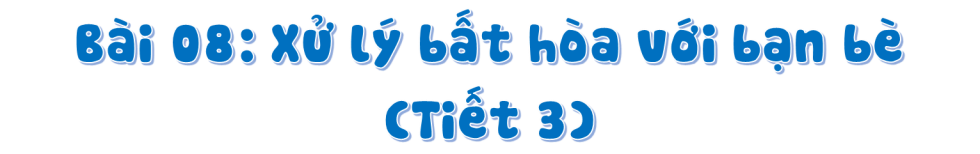 Bài 08: Xử lý bất hòa với bạn bè
(Tiết 3)